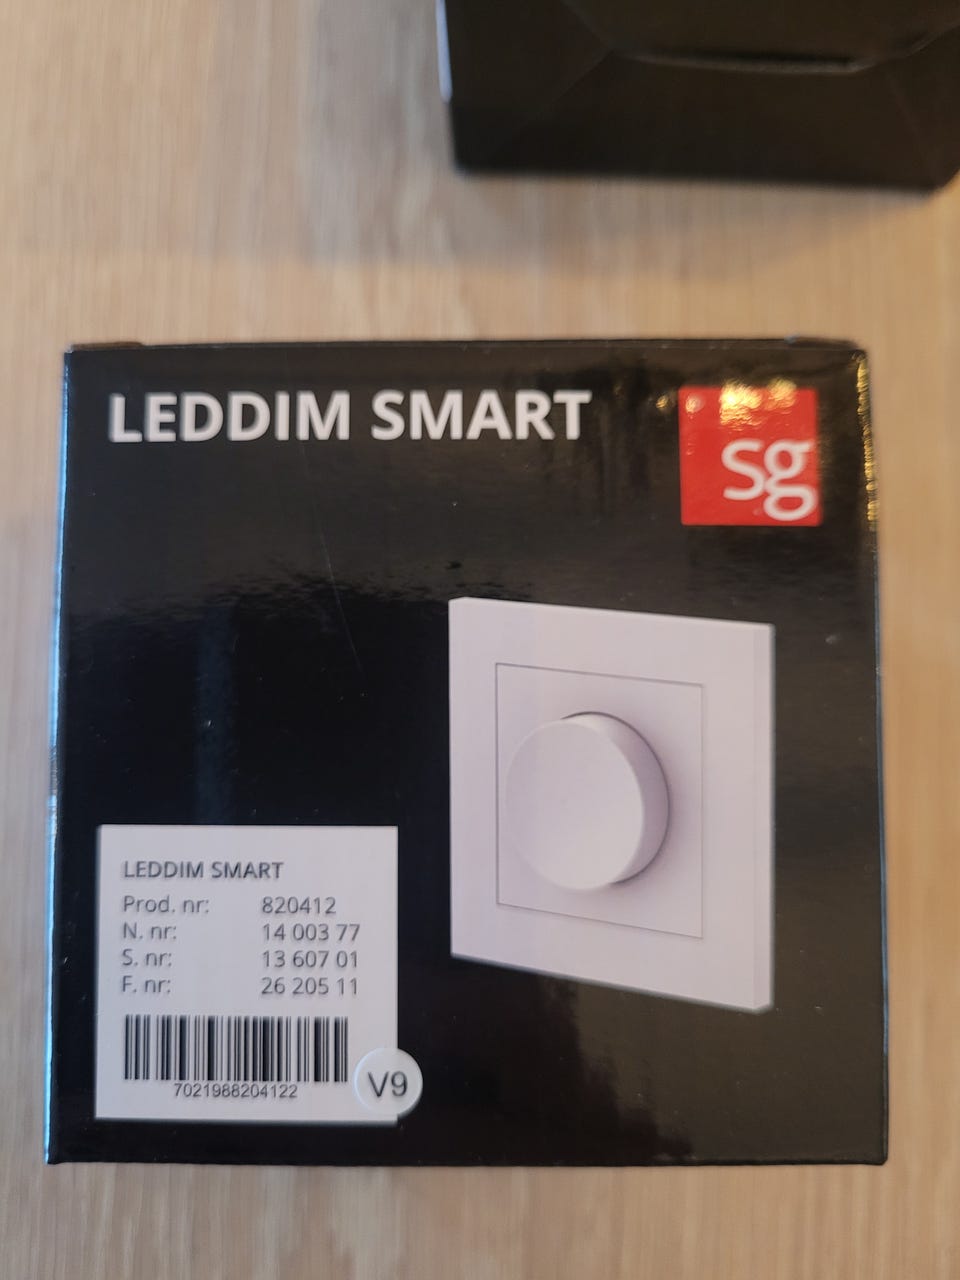 LEDDIM SMART
sg
LEDDIM SMART
Prod. nr: 820412
N. nr: 14 003 77
S. nr: 13 607 01
F. nr: 26 205 11
7021988204122
V9